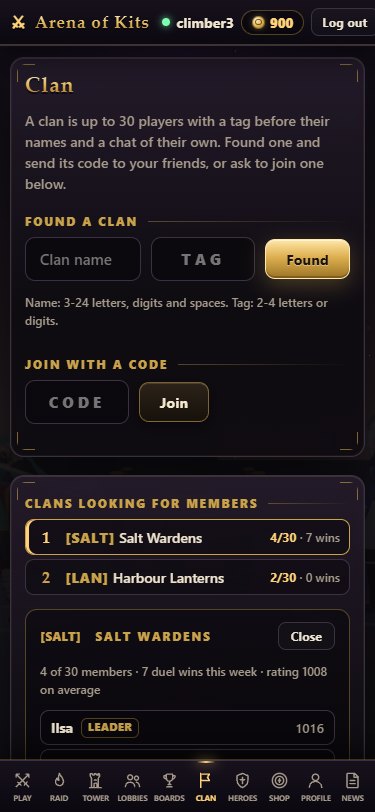 Arena of Kits climber3 900 Log out
Clan
A clan is up to 30 players with a tag before their
names and a chat of their own. Found one and
send its code to your friends, or ask to join one
below.
FOUND A CLAN
Clan name TAG Found
Name: 3-24 letters, digits and spaces. Tag: 2-4 letters or
digits.
JOIN WITH A CODE
CODE Join
CLANS LOOKING FOR MEMBERS
1 [SALT] Salt Wardens 4/30 · 7 wins
2 [LAN] Harbour Lanterns 2/30 · 0 wins
[SALT] SALT WARDENS Close
4 of 30 members · 7 duel wins this week · rating 1008
on average
Ilsa LEADER 1016
PLAY RAID TOWER LOBBIES BOARDS CLAN HEROES SHOP PROFILE NEWS